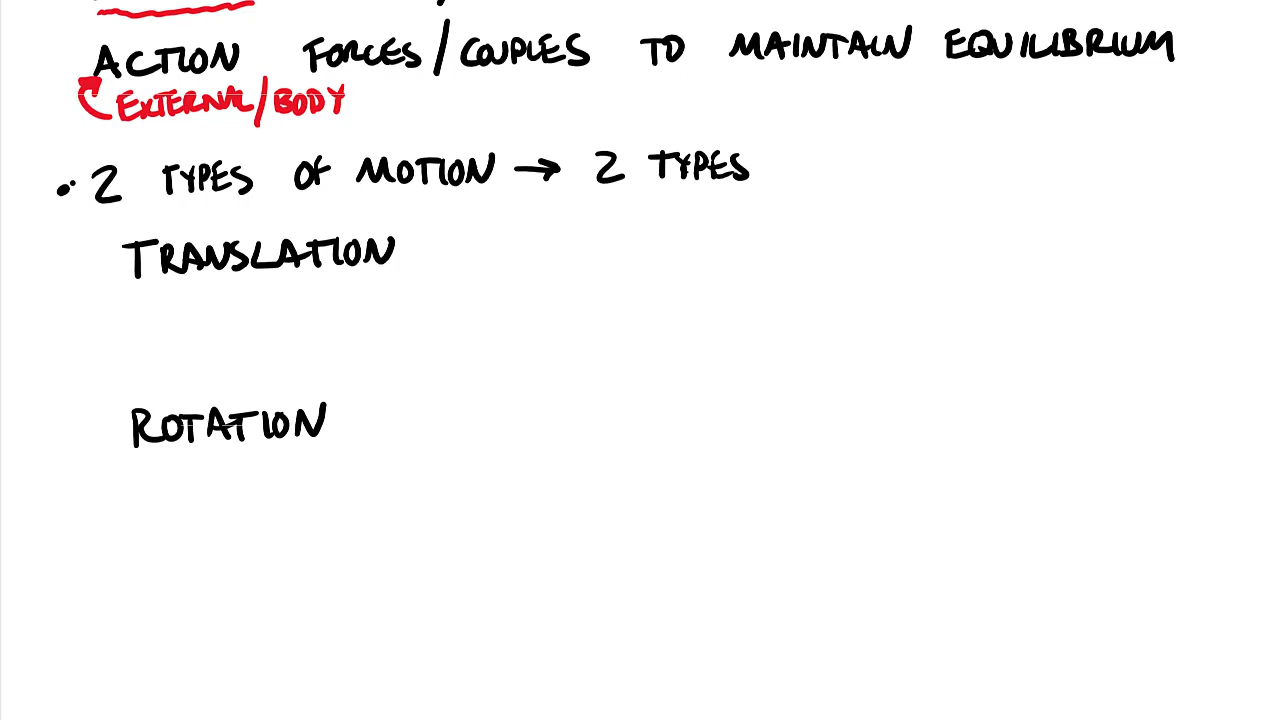 ACTION FORCES/COUPLES TO MAINTAIN EQUILIBRIUM
EXTERNAL/BODY
• 2 TYPES OF MOTION → 2 TYPES
TRANSLATION
ROTATION